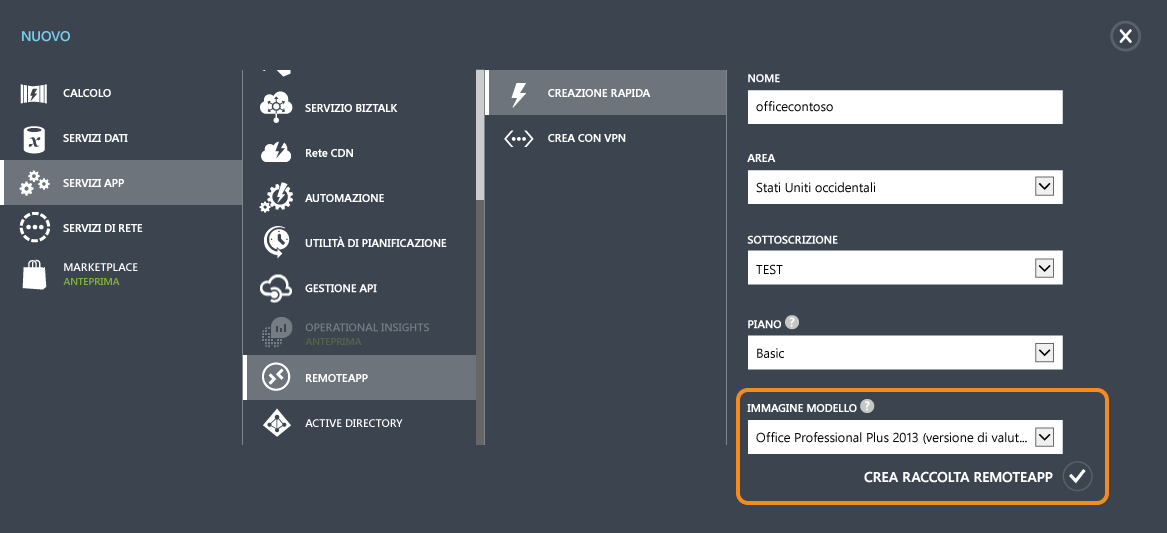 NUOVO
CALCOLO
SERVIZI DATI
SERVIZI APP
SERVIZI DI RETE
MARKETPLACE
ANTEPRIMA
SERVIZIO BIZTALK
Rete CDN
AUTOMAZIONE
UTILITÀ DI PIANIFICAZIONE
GESTIONE API
OPERATIONAL INSIGHTS
ANTEPRIMA
REMOTEAPP
ACTIVE DIRECTORY
CREAZIONE RAPIDA
CREA CON VPN
NOME
officecontoso
AREA
Stati Uniti occidentali
SOTTOSCRIZIONE
TEST
PIANO ?
Basic
IMMAGINE MODELLO ?
Office Professional Plus 2013 (versione di valut...
CREA RACCOLTA REMOTEAPP